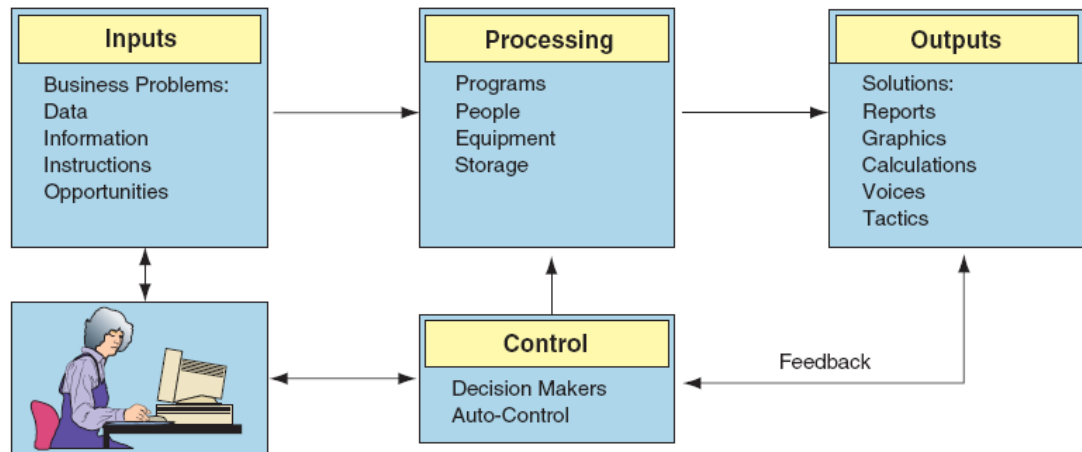 Inputs
Business Problems:
Data
Information
Instructions
Opportunities
Processing
Programs
People
Equipment
Storage
Outputs
Solutions:
Reports
Graphics
Calculations
Voices
Tactics
Control
Decision Makers
Auto-Control
Feedback